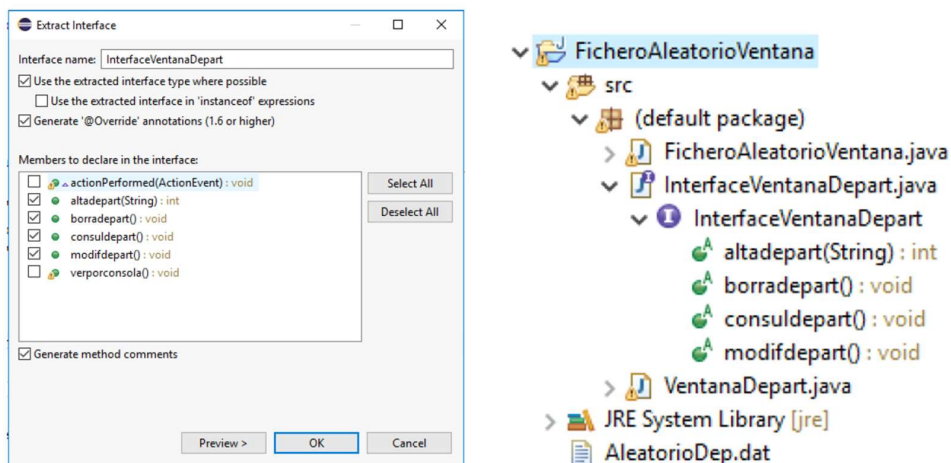 Extract Interface
Interface name: InterfaceVentanaDepart
Use the extracted interface type where possible
Use the extracted interface in 'instanceof' expressions
Generate '@Override' annotations (1.6 or higher)
Members to declare in the interface:
actionPerformed(ActionEvent) : void
altadepart(String) : int
borradepart() : void
consuldepart() : void
modifdepart() : void
verporconsola() : void
Select All
Deselect All
Generate method comments
Preview >
OK
Cancel
FicheroAleatorioVentana
src
(default package)
FicheroAleatorioVentana.java
InterfaceVentanaDepart.java
InterfaceVentanaDepart
altadepart(String) : int
borradepart() : void
consuldepart() : void
modifdepart() : void
VentanaDepart.java
JRE System Library [jre]
AleatorioDep.dat